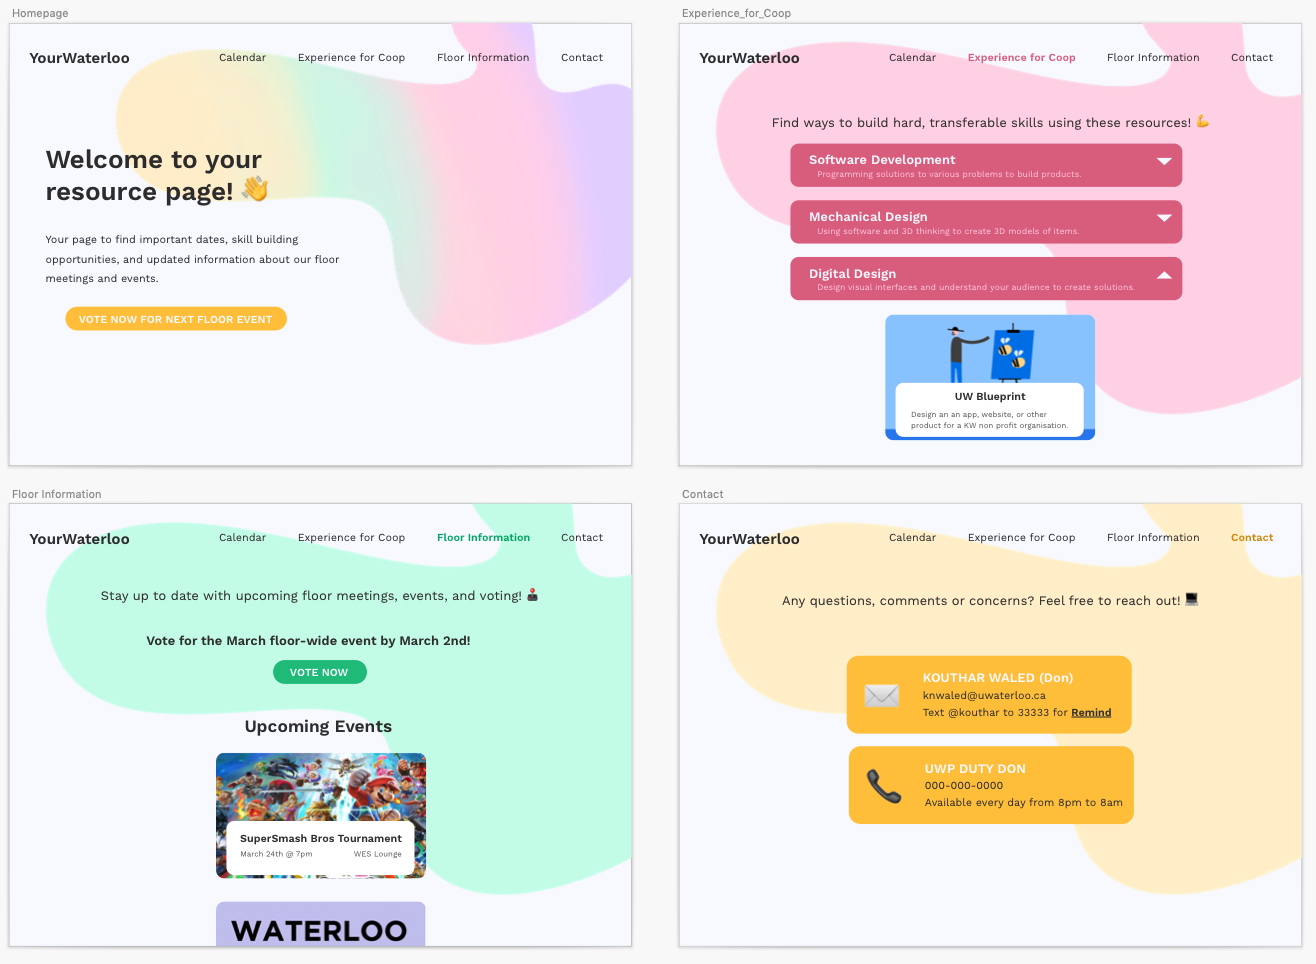 Homepage
YourWaterloo
Calendar
Experience for Coop
Floor Information
Contact
Welcome to your
resource page! 👋
Your page to find important dates, skill building
opportunities, and updated information about our floor
meetings and events.
VOTE NOW FOR NEXT FLOOR EVENT
Experience_for_Coop
YourWaterloo
Calendar
Experience for Coop
Floor Information
Contact
Find ways to build hard, transferable skills using these resources! 💪
Software Development
Programming solutions to various problems to build products.
Mechanical Design
Using software and 3D thinking to create 3D models of items.
Digital Design
Design visual interfaces and understand your audience to create solutions.
UW Blueprint
Design an an app, website, or other
product for a KW non profit organisation.
Floor Information
YourWaterloo
Calendar
Experience for Coop
Floor Information
Contact
Stay up to date with upcoming floor meetings, events, and voting! 🕹️
Vote for the March floor-wide event by March 2nd!
VOTE NOW
Upcoming Events
SuperSmash Bros Tournament
March 24th @ 7pm
WES Lounge
WATERLOO
Contact
YourWaterloo
Calendar
Experience for Coop
Floor Information
Contact
Any questions, comments or concerns? Feel free to reach out! 💻
KOUTHAR WALED (Don)
knwaled@uwaterloo.ca
Text @kouthar to 33333 for Remind
UWP DUTY DON
000-000-0000
Available every day from 8pm to 8am